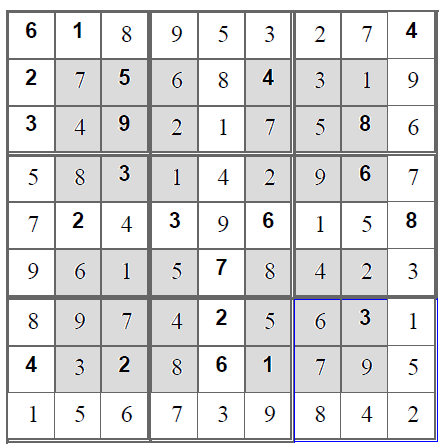 6 1 8 9 5 3 2 7 4
2 7 5 6 8 4 3 1 9
3 4 9 2 1 7 5 8 6
5 8 3 1 4 2 9 6 7
7 2 4 3 9 6 1 5 8
9 6 1 5 7 8 4 2 3
8 9 7 4 2 5 6 3 1
4 3 2 8 6 1 7 9 5
1 5 6 7 3 9 8 4 2